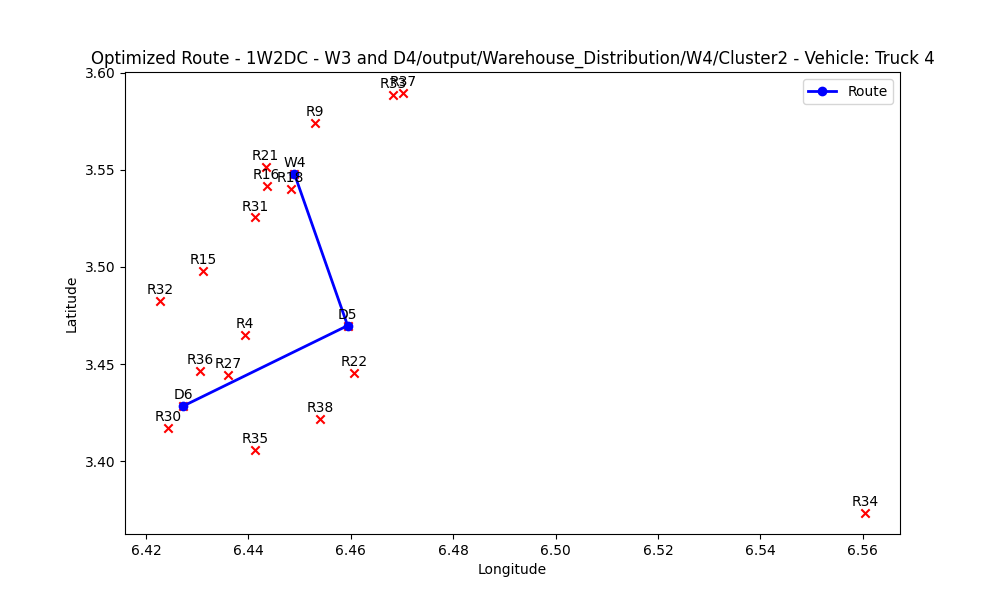 Optimized Route - 1W2DC - W3 and D4/output/Warehouse_Distribution/W4/Cluster2 - Vehicle: Truck 4
3.60
R33
R37
Route
R9
R21
W4
3.55
R16
R18
R31
R15
3.50
R32
Latitude
D5
R4
R36
R27
R22
3.45
D6
R30
R38
R35
3.40
R34
6.42
6.44
6.46
6.48
6.50
6.52
6.54
6.56
Longitude